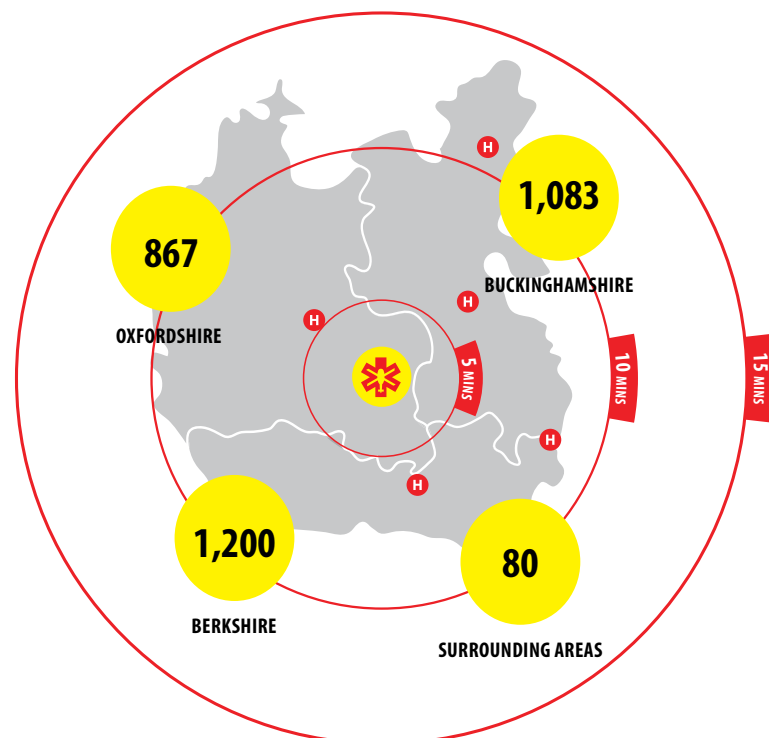 H
1,083
BUCKINGHAMSHIRE
867
OXFORDSHIRE
H
H
5 MINS
10 MINS
15 MINS
H
H
1,200
BERKSHIRE
80
SURROUNDING AREAS